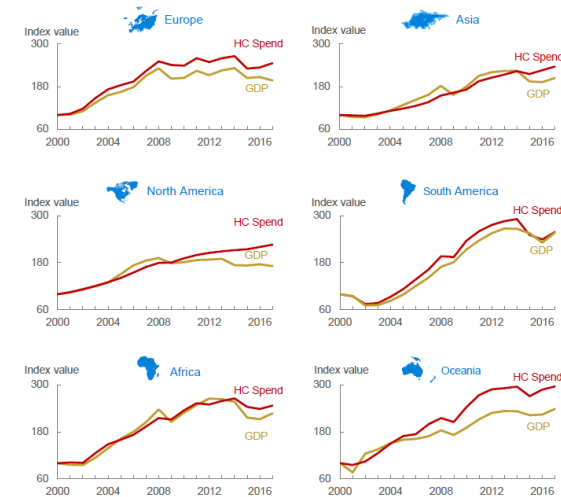 Europe
Index value
300
HC Spend
180
GDP
60
2000 2004 2008 2012 2016
Asia
Index value
300
HC Spend
180
GDP
60
2000 2004 2008 2012 2016
North America
Index value
300
HC Spend
GDP
180
60
2000 2004 2008 2012 2016
South America
Index value
300
HC Spend
GDP
180
60
2000 2004 2008 2012 2016
Africa
Index value
300
HC Spend
180
GDP
60
2000 2004 2008 2012 2016
Oceania
Index value
300
HC Spend
180
GDP
60
2000 2004 2008 2012 2016